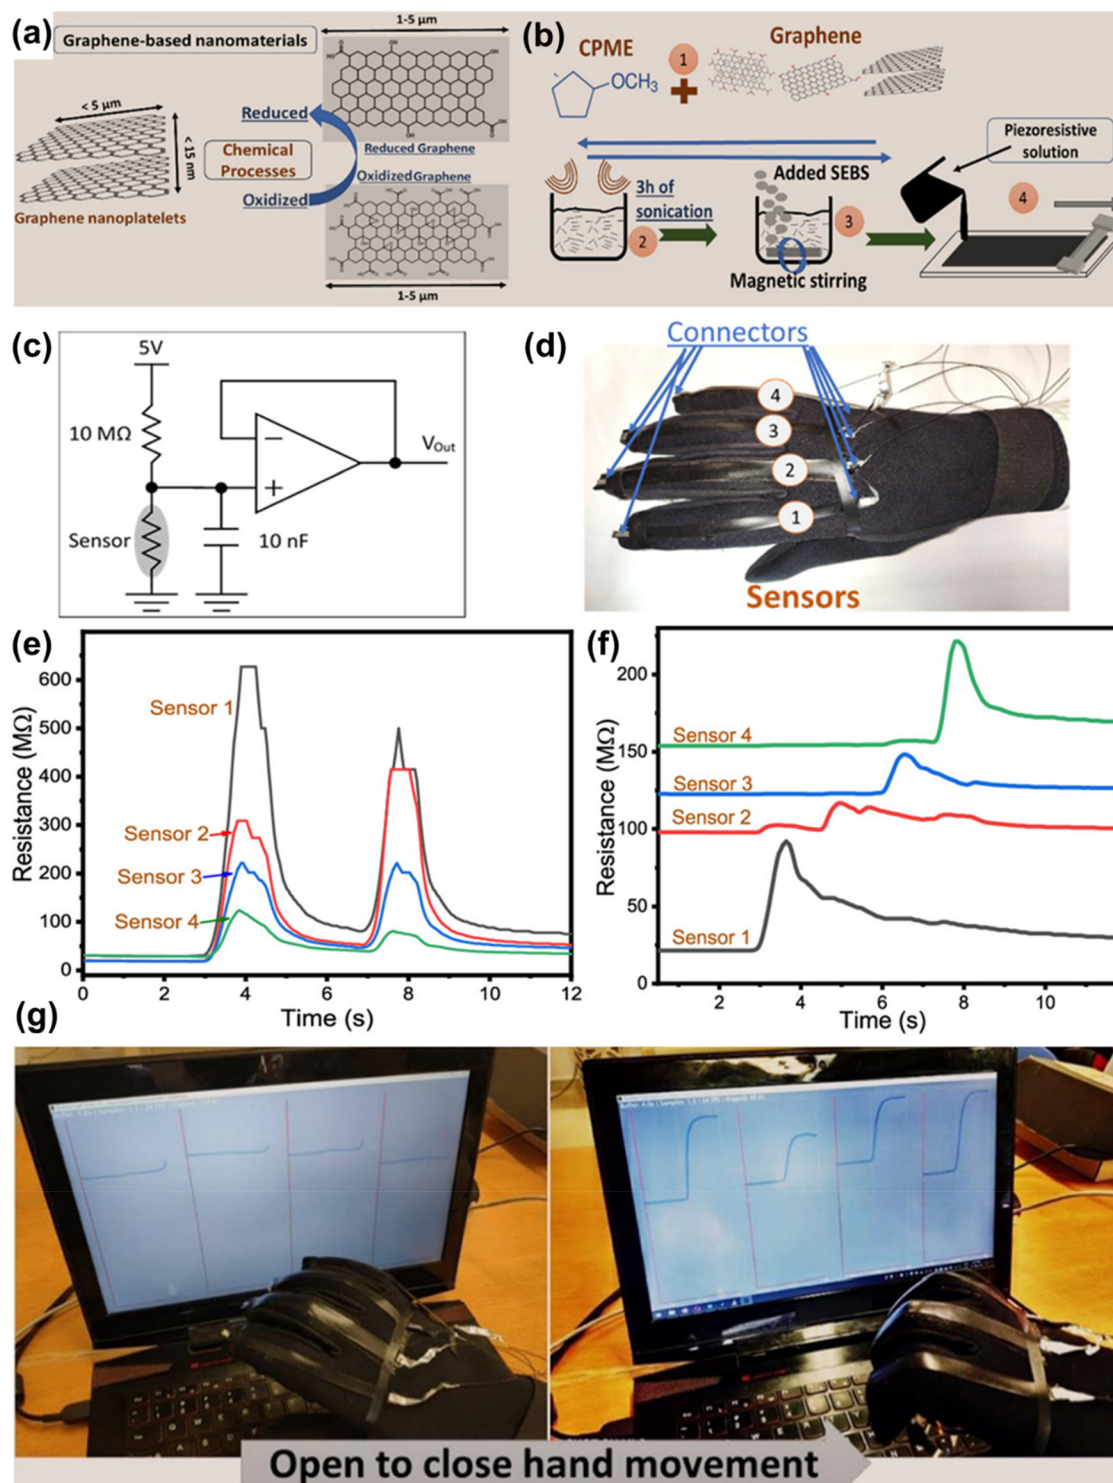 (a)
Graphene-based nanomaterials
1-5 µm
HO
OH
OH
OH
< 5 µm
< 15 nm
Graphene nanoplatelets
Reduced
Chemical
Processes
Oxidized
Reduced Graphene
Oxidized Graphene
1-5 µm
(b)
CPME
1
Graphene
OCH3
3h of
sonication
2
Added SEBS
3
Magnetic stirring
Piezoresistive
solution
4
(c)
5V
10 MΩ
Sensor
10 nF
−
+
VOut
(d)
Connectors
4
3
2
1
Sensors
(e)
Resistance (MΩ)
600
500
400
300
200
100
0
Sensor 1
Sensor 2
Sensor 3
Sensor 4
0 2 4 6 8 10 12
Time (s)
(f)
Resistance (MΩ)
200
150
100
50
0
Sensor 4
Sensor 3
Sensor 2
Sensor 1
2 4 6 8 10
Time (s)
(g)
Open to close hand movement